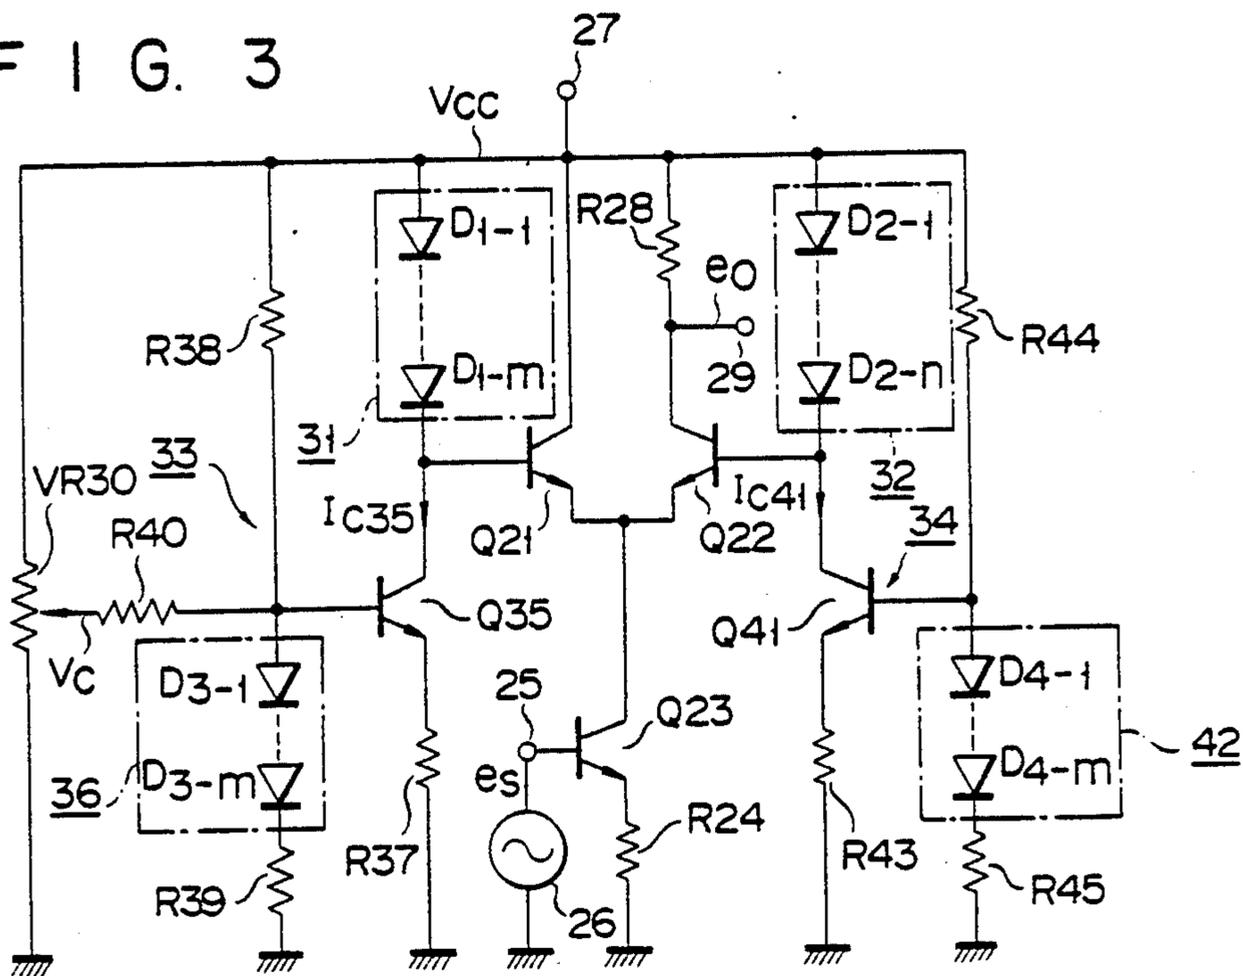 F I G. 3
27
VCC
D1-1
R28
D2-1
eO
R38
D1-m
29
D2-n
R44
31
33
32
VR30
IC35
IC41
R40
Q21
Q22
34
Q35
Q41
VC
D3-1
25
Q23
D4-1
42
36
D3-m
eS
D4-m
R24
R37
R43
R39
26
R45